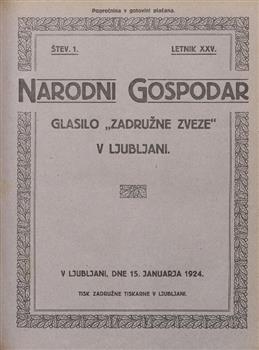 Poštnina v gotovini plačana.
ŠTEV. 1.
LETNIK XXV.
NARODNI GOSPODAR
GLASILO „ZADRUŽNE ZVEZE"
V LJUBLJANI.
V LJUBLJANI, DNE 15. JANUARJA 1924.
TISK ZADRUŽNE TISKARNE V LJUBLJANI.